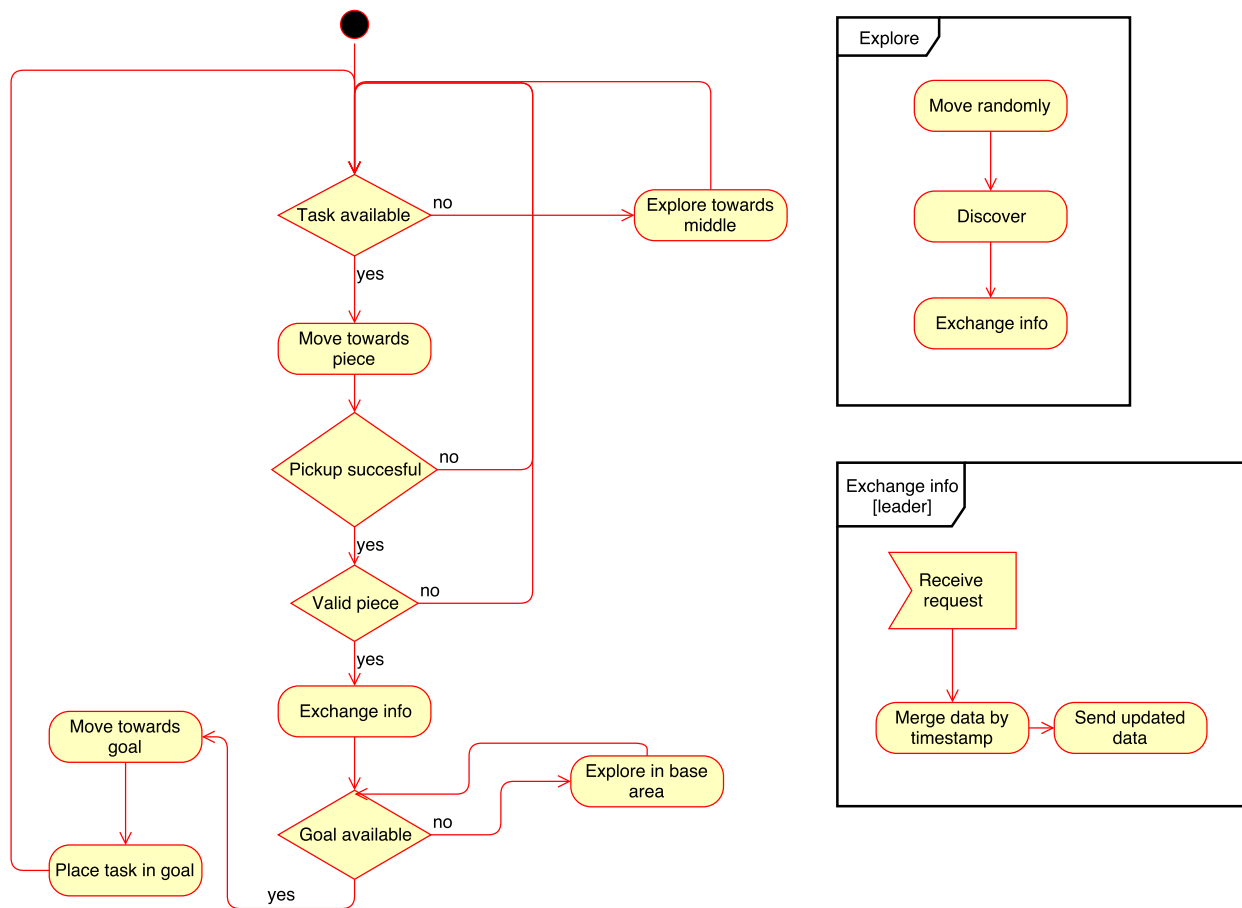 Task available
no
Explore towards
middle
yes
Move towards
piece
Pickup succesful
no
yes
Valid piece
no
yes
Exchange info
Move towards
goal
Explore in base
area
Goal available
no
Place task in goal
yes
Explore
Move randomly
Discover
Exchange info
Exchange info
[leader]
Receive
request
Merge data by
timestamp
Send updated
data